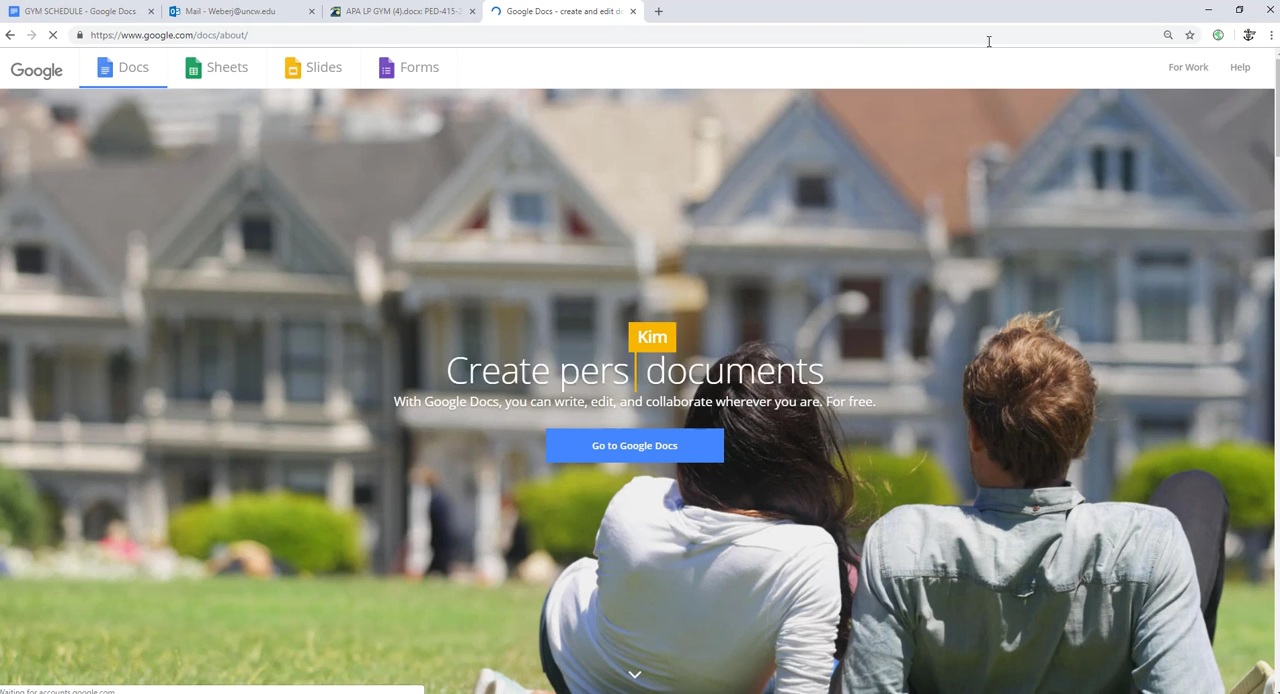 GYM SCHEDULE - Google Docs
Mail - Weberj@uncw.edu
APA LP GYM (4).docx: PED-415-2
Google Docs - create and edit do
https://www.google.com/docs/about/
Google
Docs
Sheets
Slides
Forms
For Work
Help
Kim
Create pers documents
With Google Docs, you can write, edit, and collaborate wherever you are. For free.
Go to Google Docs
Waiting for accounts.google.com